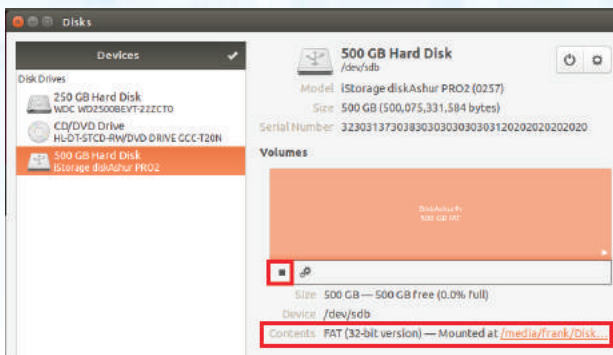 Disks
Devices
Disk Drives
250 GB Hard Disk
WDC WD2500BEVT-22ZCT0
CD/DVD Drive
HL-DT-STCD-RW/DVD DRIVE GCC-T20N
500 GB Hard Disk
iStorage diskAshur PRO2
500 GB Hard Disk
/dev/sdb
Model iStorage diskAshur PRO2 (0257)
Size 500 GB (500,075,331,584 bytes)
Serial Number
Volumes
500 GB FAT
Size 500 GB — 500 GB free (0.0% full)
Device /dev/sdb
Contents FAT (32-bit version) — Mounted at /media/frank/Disk...